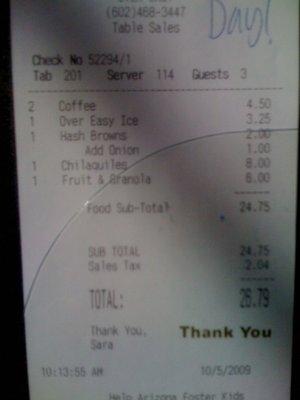 Day!
(602)468-3447
Table Sales
Check No 52294/1
Tab 201 Server 114 Guests 3
2 Coffee 4.50
1 Over Easy Ice 3.25
1 Hash Browns 2.00
Add Onion 1.00
1 Chilaquiles 8.00
1 Fruit & Granola 6.00
Food Sub-Total 24.75
SUB TOTAL 24.75
Sales Tax 2.04
TOTAL: 26.79
Thank You,
Sara
Thank You
10:13:55 AM 10/5/2009
Help Arizona Foster Kids